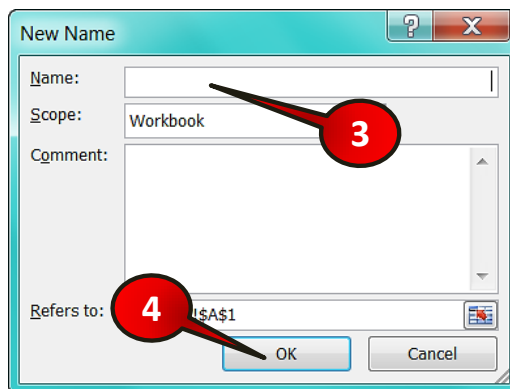 New Name
?
X
Name:
3
Scope: Workbook
Comment:
Refers to: 4 !$A$1
OK Cancel